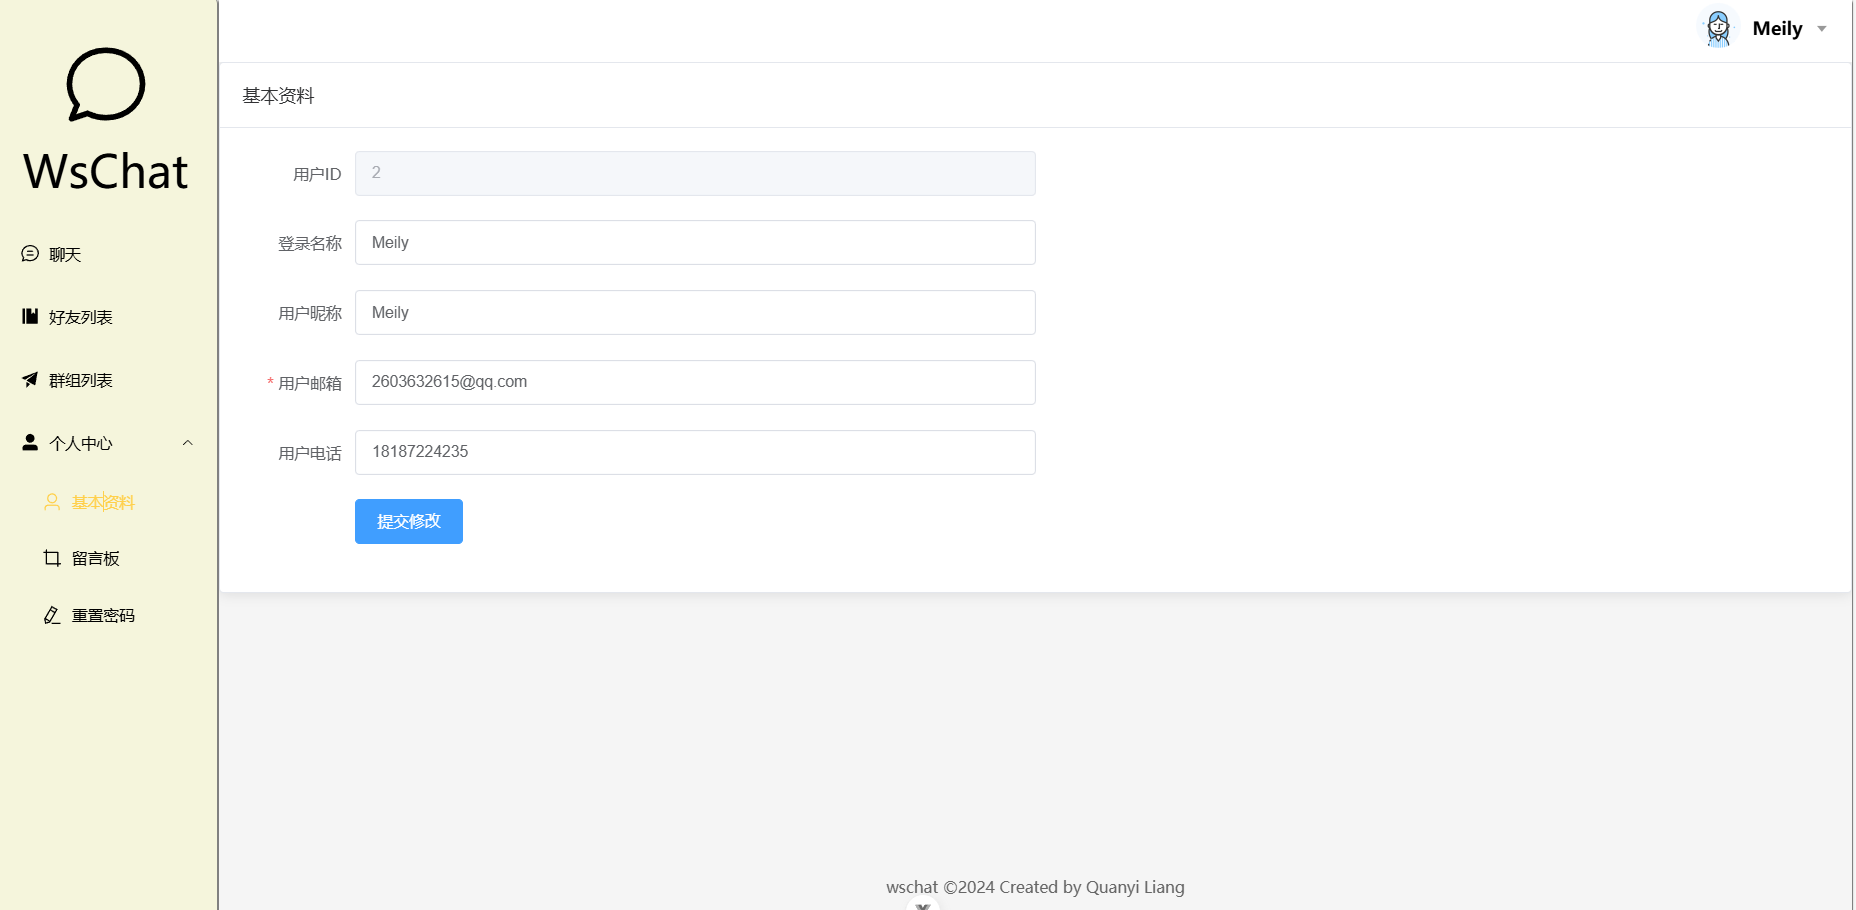 WsChat
聊天
好友列表
群组列表
个人中心
基本资料
留言板
重置密码
Meily
基本资料
用户ID 2
登录名称 Meily
用户昵称 Meily
* 用户邮箱 2603632615@qq.com
用户电话 18187224235
提交修改
wschat ©2024 Created by Quanyi Liang